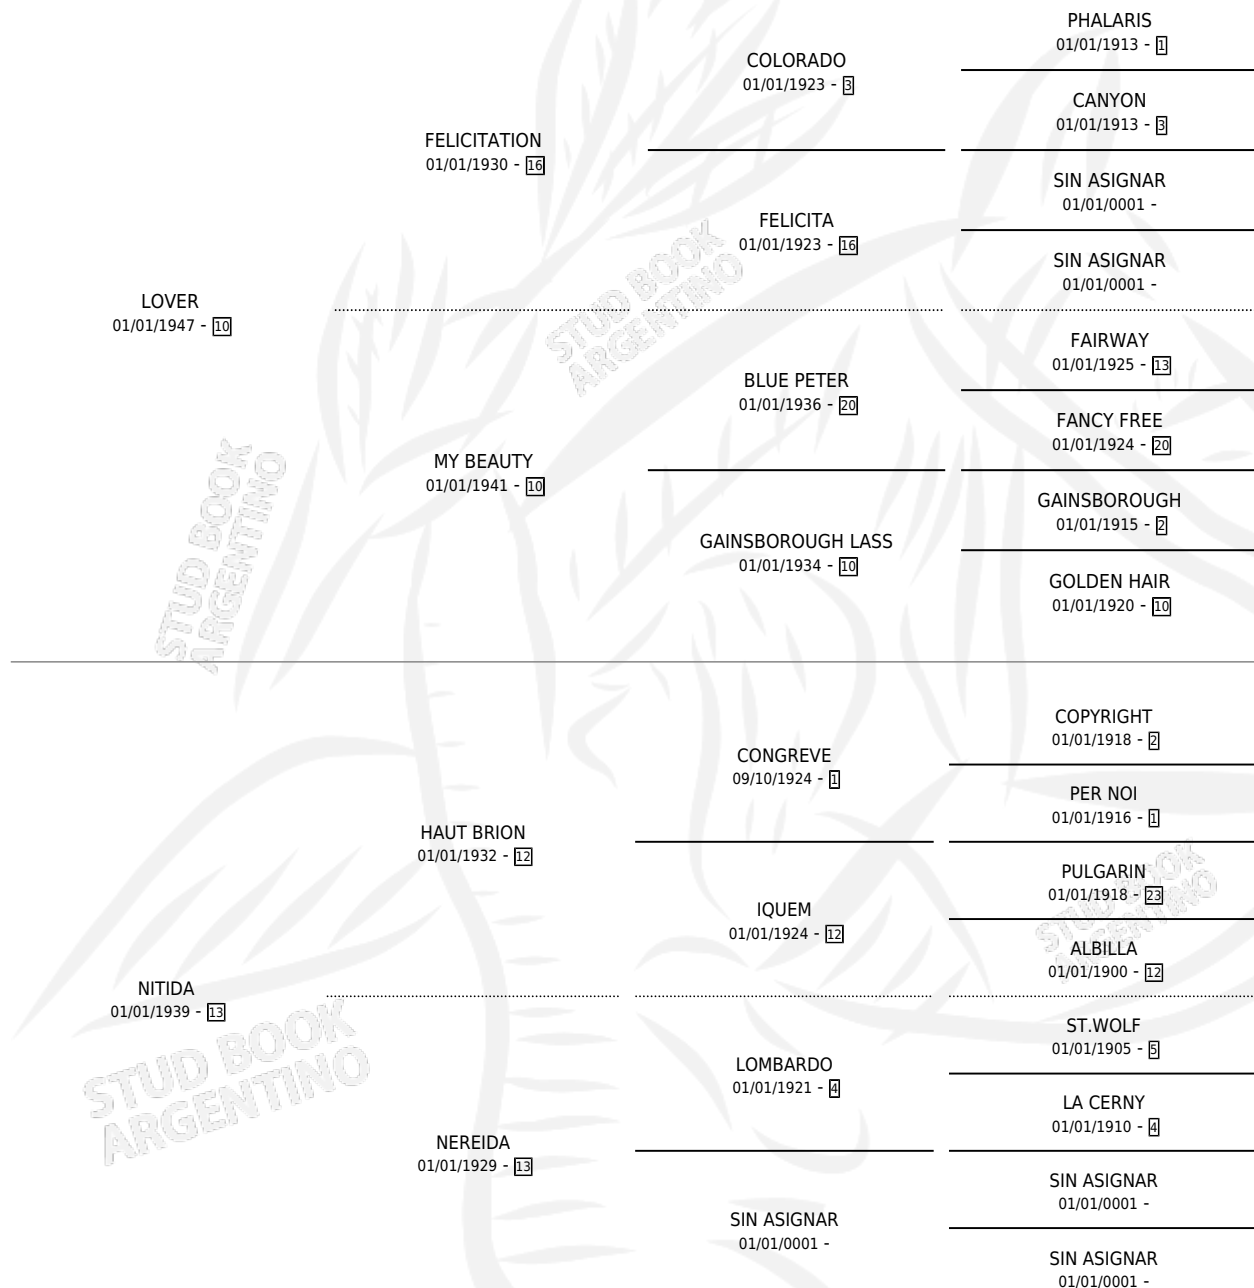 PHALARIS
01/01/1913 - 1
COLORADO
01/01/1923 - 3
CANYON
01/01/1913 - 3
FELICITATION
01/01/1930 - 16
SIN ASIGNAR
01/01/0001 -
FELICITA
01/01/1923 - 16
SIN ASIGNAR
01/01/0001 -
STUD BOOK
ARGENTINO
LOVER
01/01/1947 - 10
FAIRWAY
01/01/1925 - 13
BLUE PETER
01/01/1936 - 20
FANCY FREE
01/01/1924 - 20
MY BEAUTY
01/01/1941 - 10
GAINSBOROUGH
01/01/1915 - 2
GAINSBOROUGH LASS
01/01/1934 - 10
GOLDEN HAIR
01/01/1920 - 10
STUD BOOK
ARGENTINO
COPYRIGHT
01/01/1918 - 2
CONGREVE
09/10/1924 - 1
PER NOI
01/01/1916 - 1
HAUT BRION
01/01/1932 - 12
PULGARIN
01/01/1918 - 23
IQUEM
01/01/1924 - 12
ALBILLA
01/01/1900 - 12
STUD BOOK
ARGENTINO
NITIDA
01/01/1939 - 13
ST.WOLF
01/01/1905 - 5
LOMBARDO
01/01/1921 - 4
LA CERNY
01/01/1910 - 4
STUD BOOK
ARGENTINO
NEREIDA
01/01/1929 - 13
SIN ASIGNAR
01/01/0001 -
SIN ASIGNAR
01/01/0001 -
SIN ASIGNAR
01/01/0001 -